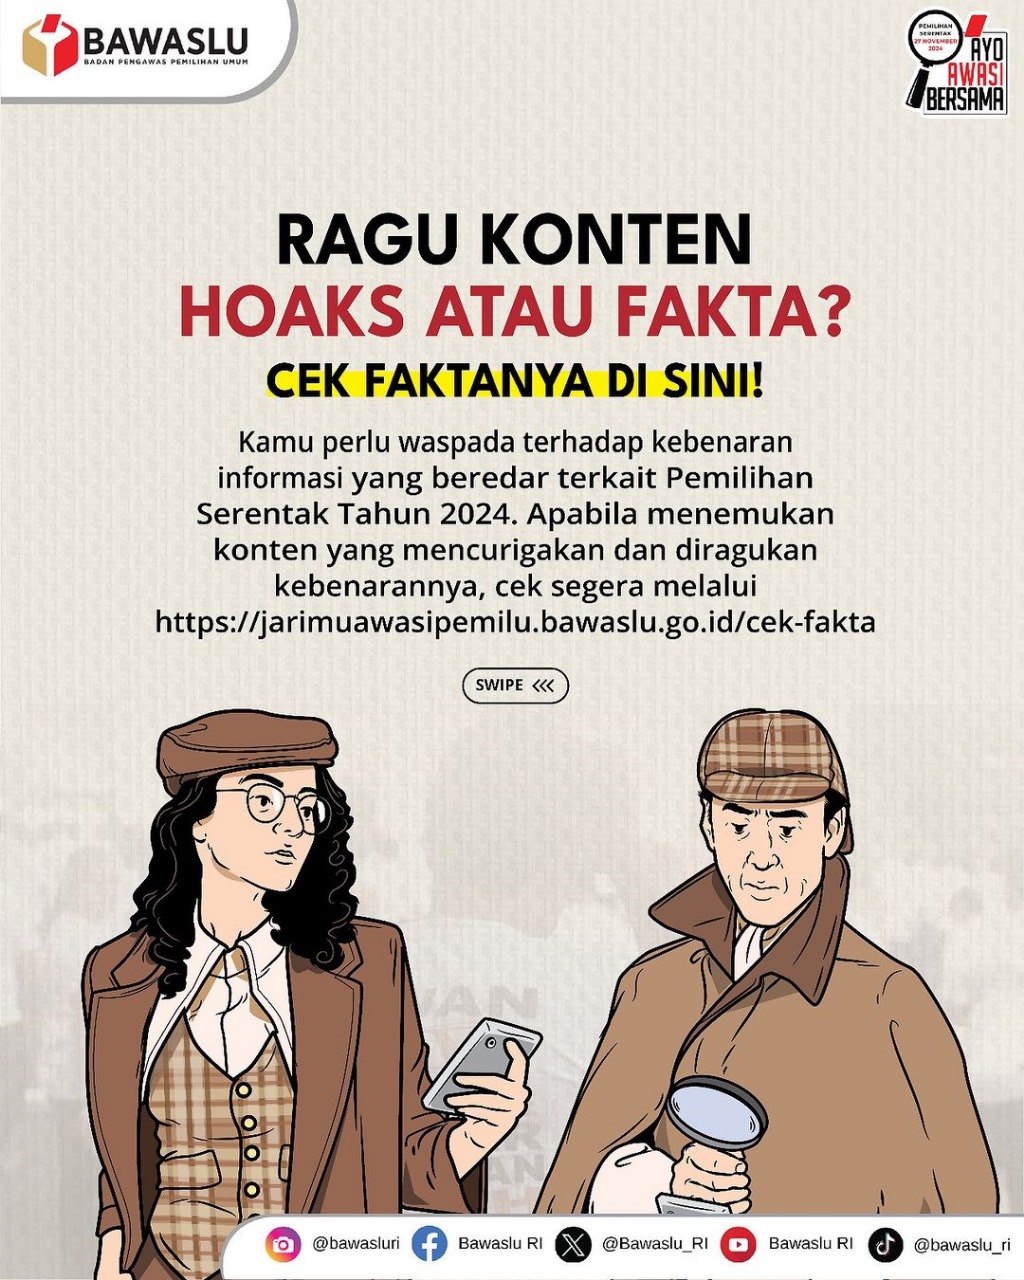 BAWASLU
BADAN PENGAWAS PEMILIHAN UMUM
PEMILIHAN
SERENTAK
27 NOVEMBER
2024
AYO
AWASI
BERSAMA
RAGU KONTEN
HOAKS ATAU FAKTA?
CEK FAKTANYA DI SINI!
Kamu perlu waspada terhadap kebenaran
informasi yang beredar terkait Pemilihan
Serentak Tahun 2024. Apabila menemukan
konten yang mencurigakan dan diragukan
kebenarannya, cek segera melalui
https://jarimuawasipemilu.bawaslu.go.id/cek-fakta
SWIPE <<<
@bawasluri Bawaslu RI @Bawaslu_RI Bawaslu RI @bawaslu_ri